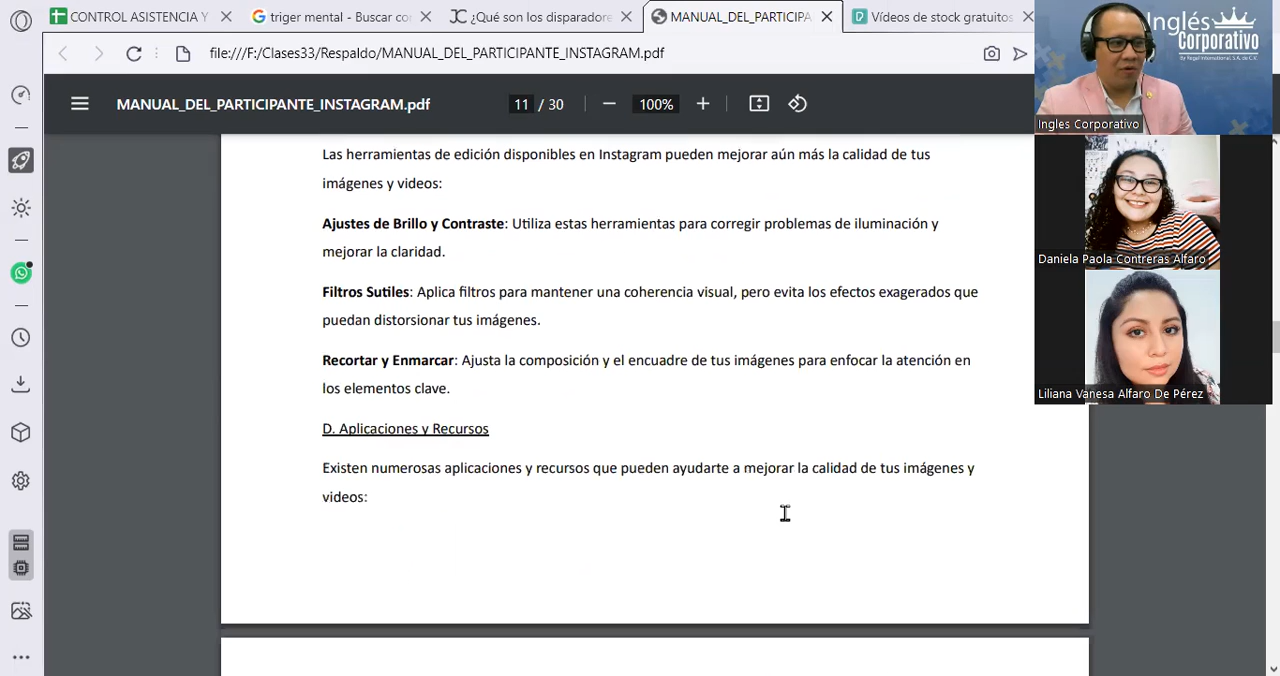 CONTROL ASISTENCIA Y
triger mental - Buscar co
¿Qué son los disparadore
MANUAL_DEL_PARTICIPA
Vídeos de stock gratuitos
file:///F:/Clases33/Respaldo/MANUAL_DEL_PARTICIPANTE_INSTAGRAM.pdf
MANUAL_DEL_PARTICIPANTE_INSTAGRAM.pdf
11 / 30
100%
Las herramientas de edición disponibles en Instagram pueden mejorar aún más la calidad de tus
imágenes y videos:
Ajustes de Brillo y Contraste: Utiliza estas herramientas para corregir problemas de iluminación y
mejorar la claridad.
Filtros Sutiles: Aplica filtros para mantener una coherencia visual, pero evita los efectos exagerados que
puedan distorsionar tus imágenes.
Recortar y Enmarcar: Ajusta la composición y el encuadre de tus imágenes para enfocar la atención en
los elementos clave.
D. Aplicaciones y Recursos
Existen numerosas aplicaciones y recursos que pueden ayudarte a mejorar la calidad de tus imágenes y
videos:
Inglés
Corporativo
By Regal International, S.A. de C.V.
Ingles Corporativo
Daniela Paola Contreras Alfaro
Liliana Vanesa Alfaro De Pérez